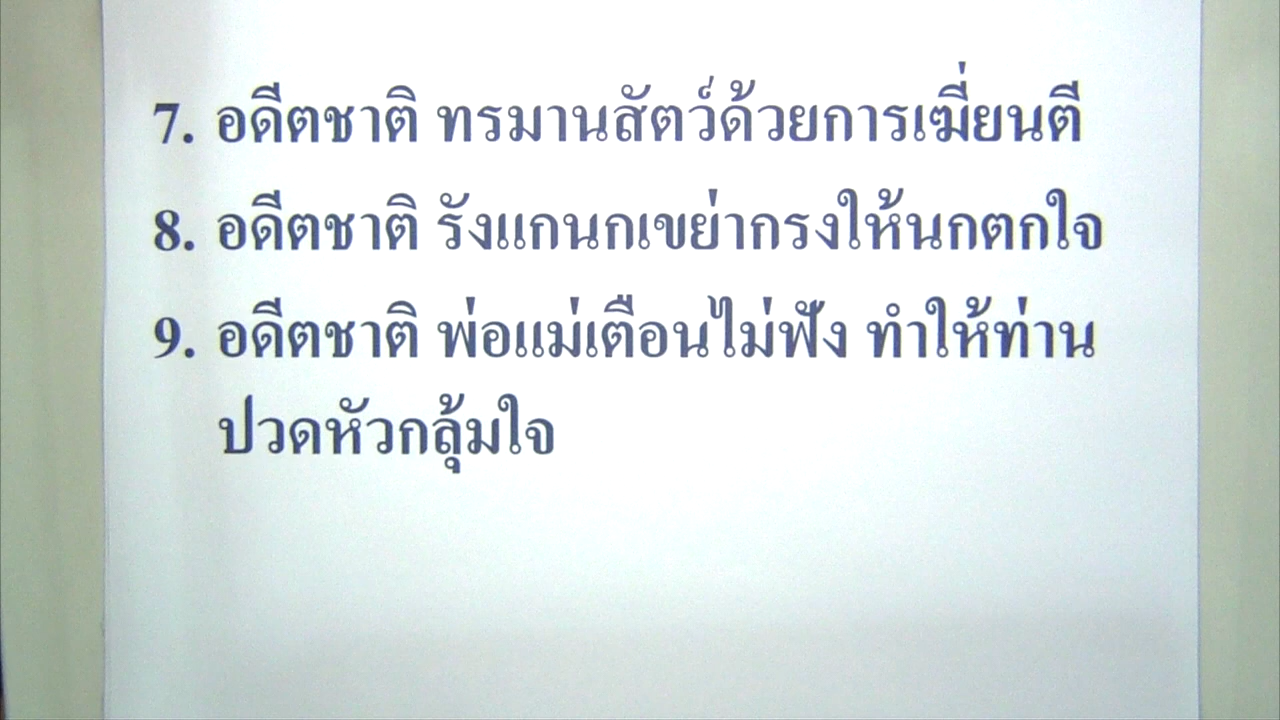 7. อดีตชาติ ทรมานสัตว์ด้วยการเฆี่ยนตี
8. อดีตชาติ รังแกนกเขย่ากรงให้นกตกใจ
9. อดีตชาติ พ่อแม่เตือนไม่ฟัง ทำให้ท่าน
ปวดหัวกลุ้มใจ